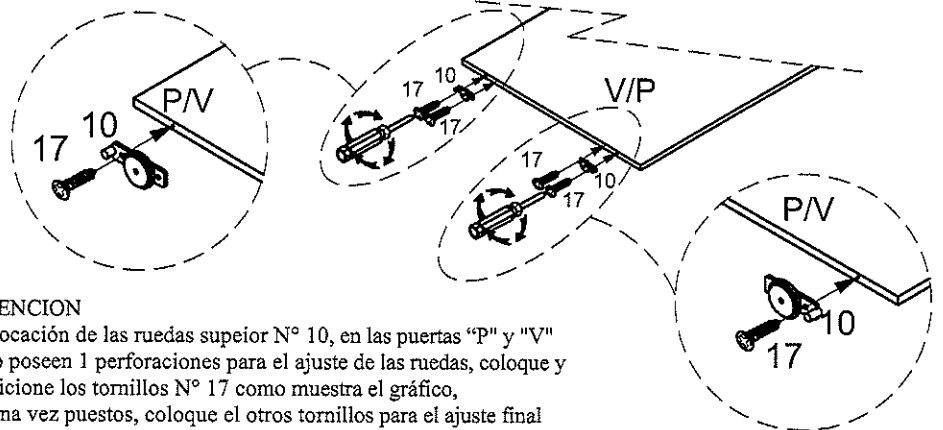 P/V
10
17
17
10
17
V/P
17
17
10
P/V
10
17
ENCION
ocación de las ruedas supeior N° 10, en las puertas “P" y "V"
o poseen 1 perforaciones para el ajuste de las ruedas, coloque y
icione los tornillos N° 17 como muestra el gráfico,
na vez puestos, coloque el otros tornillos para el ajuste final